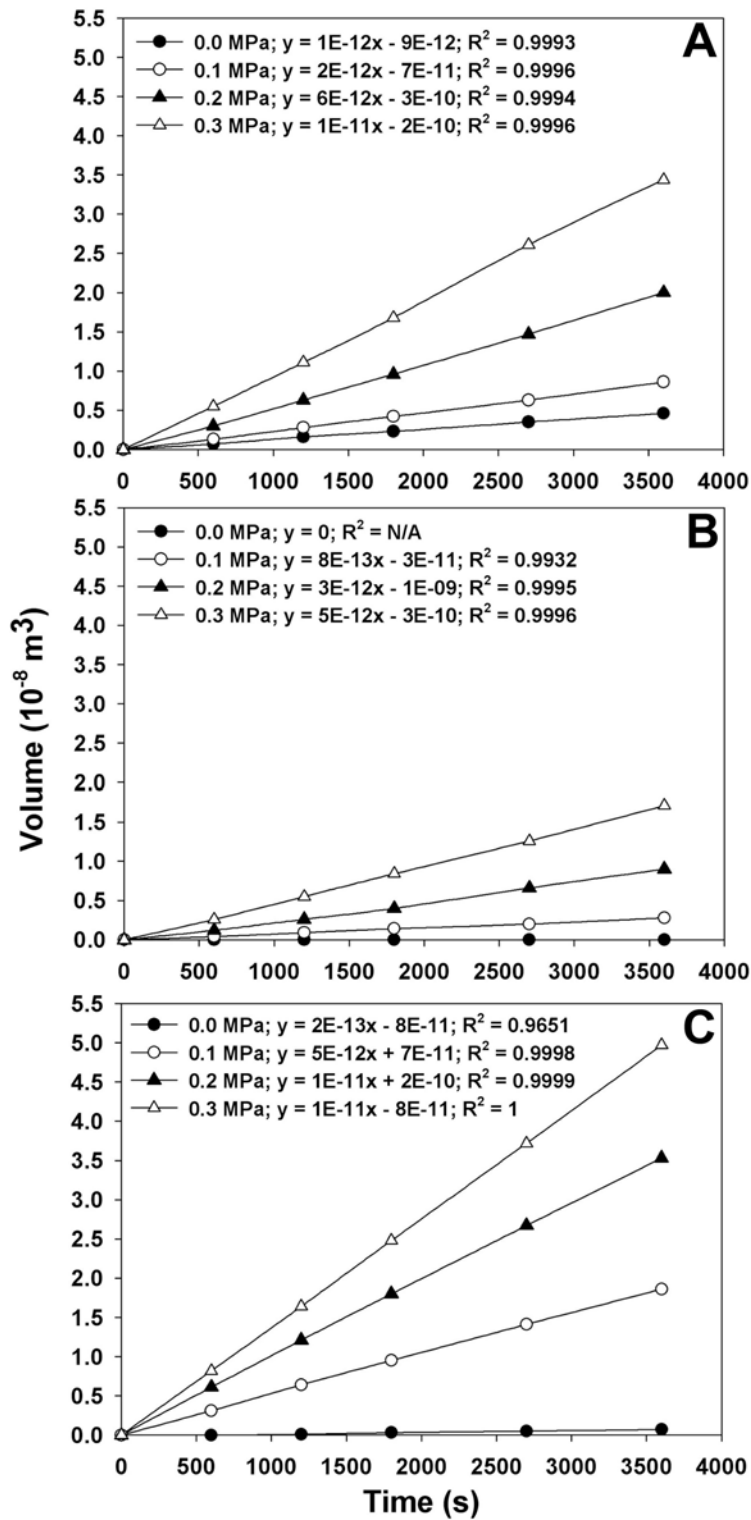 A
0.0 MPa; y = 1E-12x - 9E-12; R² = 0.9993
0.1 MPa; y = 2E-12x - 7E-11; R² = 0.9996
0.2 MPa; y = 6E-12x - 3E-10; R² = 0.9994
0.3 MPa; y = 1E-11x - 2E-10; R² = 0.9996
5.5
5.0
4.5
4.0
3.5
3.0
2.5
2.0
1.5
1.0
0.5
0.0
0 500 1000 1500 2000 2500 3000 3500 4000
B
0.0 MPa; y = 0; R² = N/A
0.1 MPa; y = 8E-13x - 3E-11; R² = 0.9932
0.2 MPa; y = 3E-12x - 1E-09; R² = 0.9995
0.3 MPa; y = 5E-12x - 3E-10; R² = 0.9996
5.5
5.0
4.5
4.0
3.5
3.0
2.5
2.0
1.5
1.0
0.5
0.0
0 500 1000 1500 2000 2500 3000 3500 4000
Volume (10⁻⁸ m³)
C
0.0 MPa; y = 2E-13x - 8E-11; R² = 0.9651
0.1 MPa; y = 5E-12x + 7E-11; R² = 0.9998
0.2 MPa; y = 1E-11x + 2E-10; R² = 0.9999
0.3 MPa; y = 1E-11x - 8E-11; R² = 1
5.5
5.0
4.5
4.0
3.5
3.0
2.5
2.0
1.5
1.0
0.5
0.0
0 500 1000 1500 2000 2500 3000 3500 4000
Time (s)